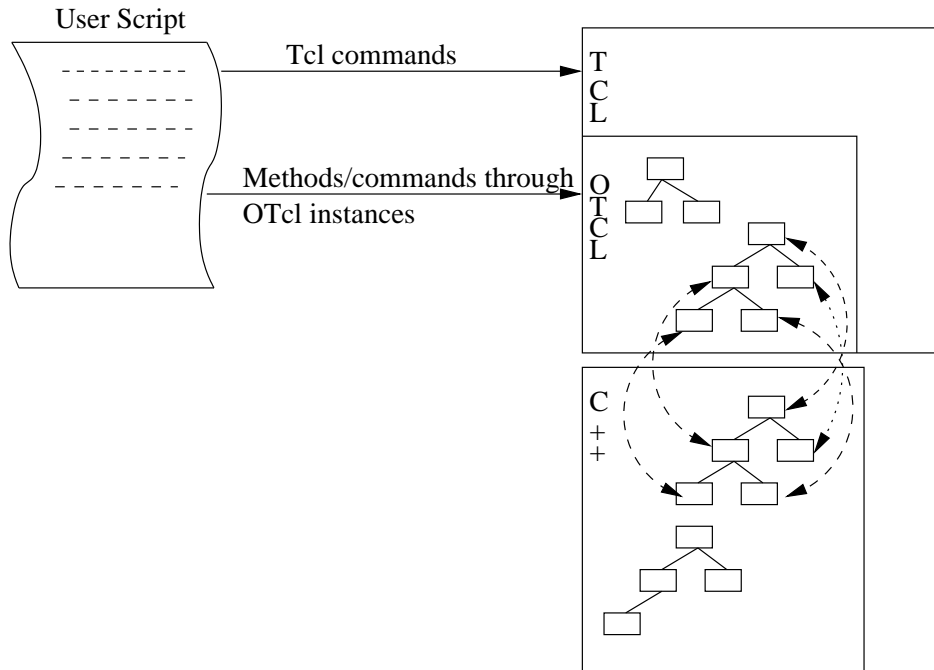 User Script
Tcl commands
Methods/commands through
OTcl instances
T
C
L
O
T
C
L
C
+
+